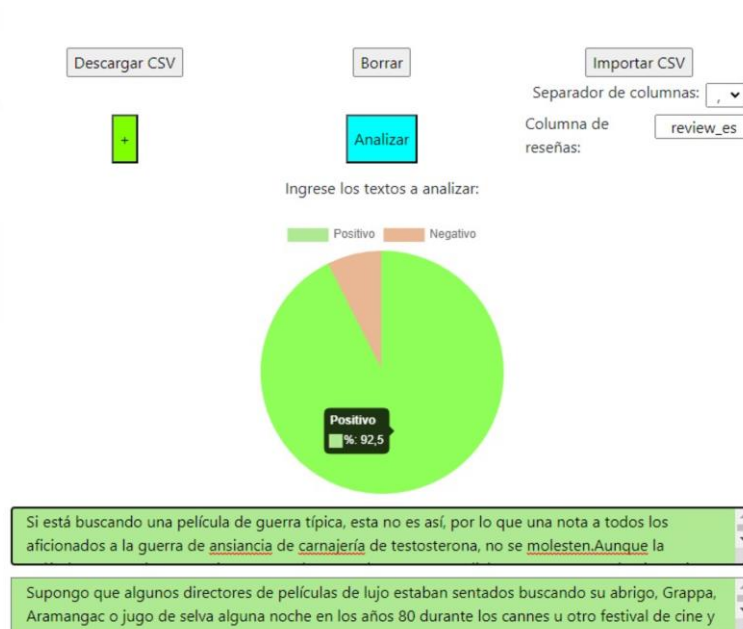 Descargar CSV
Borrar
Importar CSV
Separador de columnas: ,
+
Analizar
Columna de
reseñas:
review_es
Ingrese los textos a analizar:
Positivo Negativo
Positivo
%: 92,5
Si está buscando una película de guerra típica, esta no es así, por lo que una nota a todos los
aficionados a la guerra de ansiancia de carnajería de testosterona, no se molesten.Aunque la
Supongo que algunos directores de películas de lujo estaban sentados buscando su abrigo, Grappa,
Aramangac o jugo de selva alguna noche en los años 80 durante los cannes u otro festival de cine y